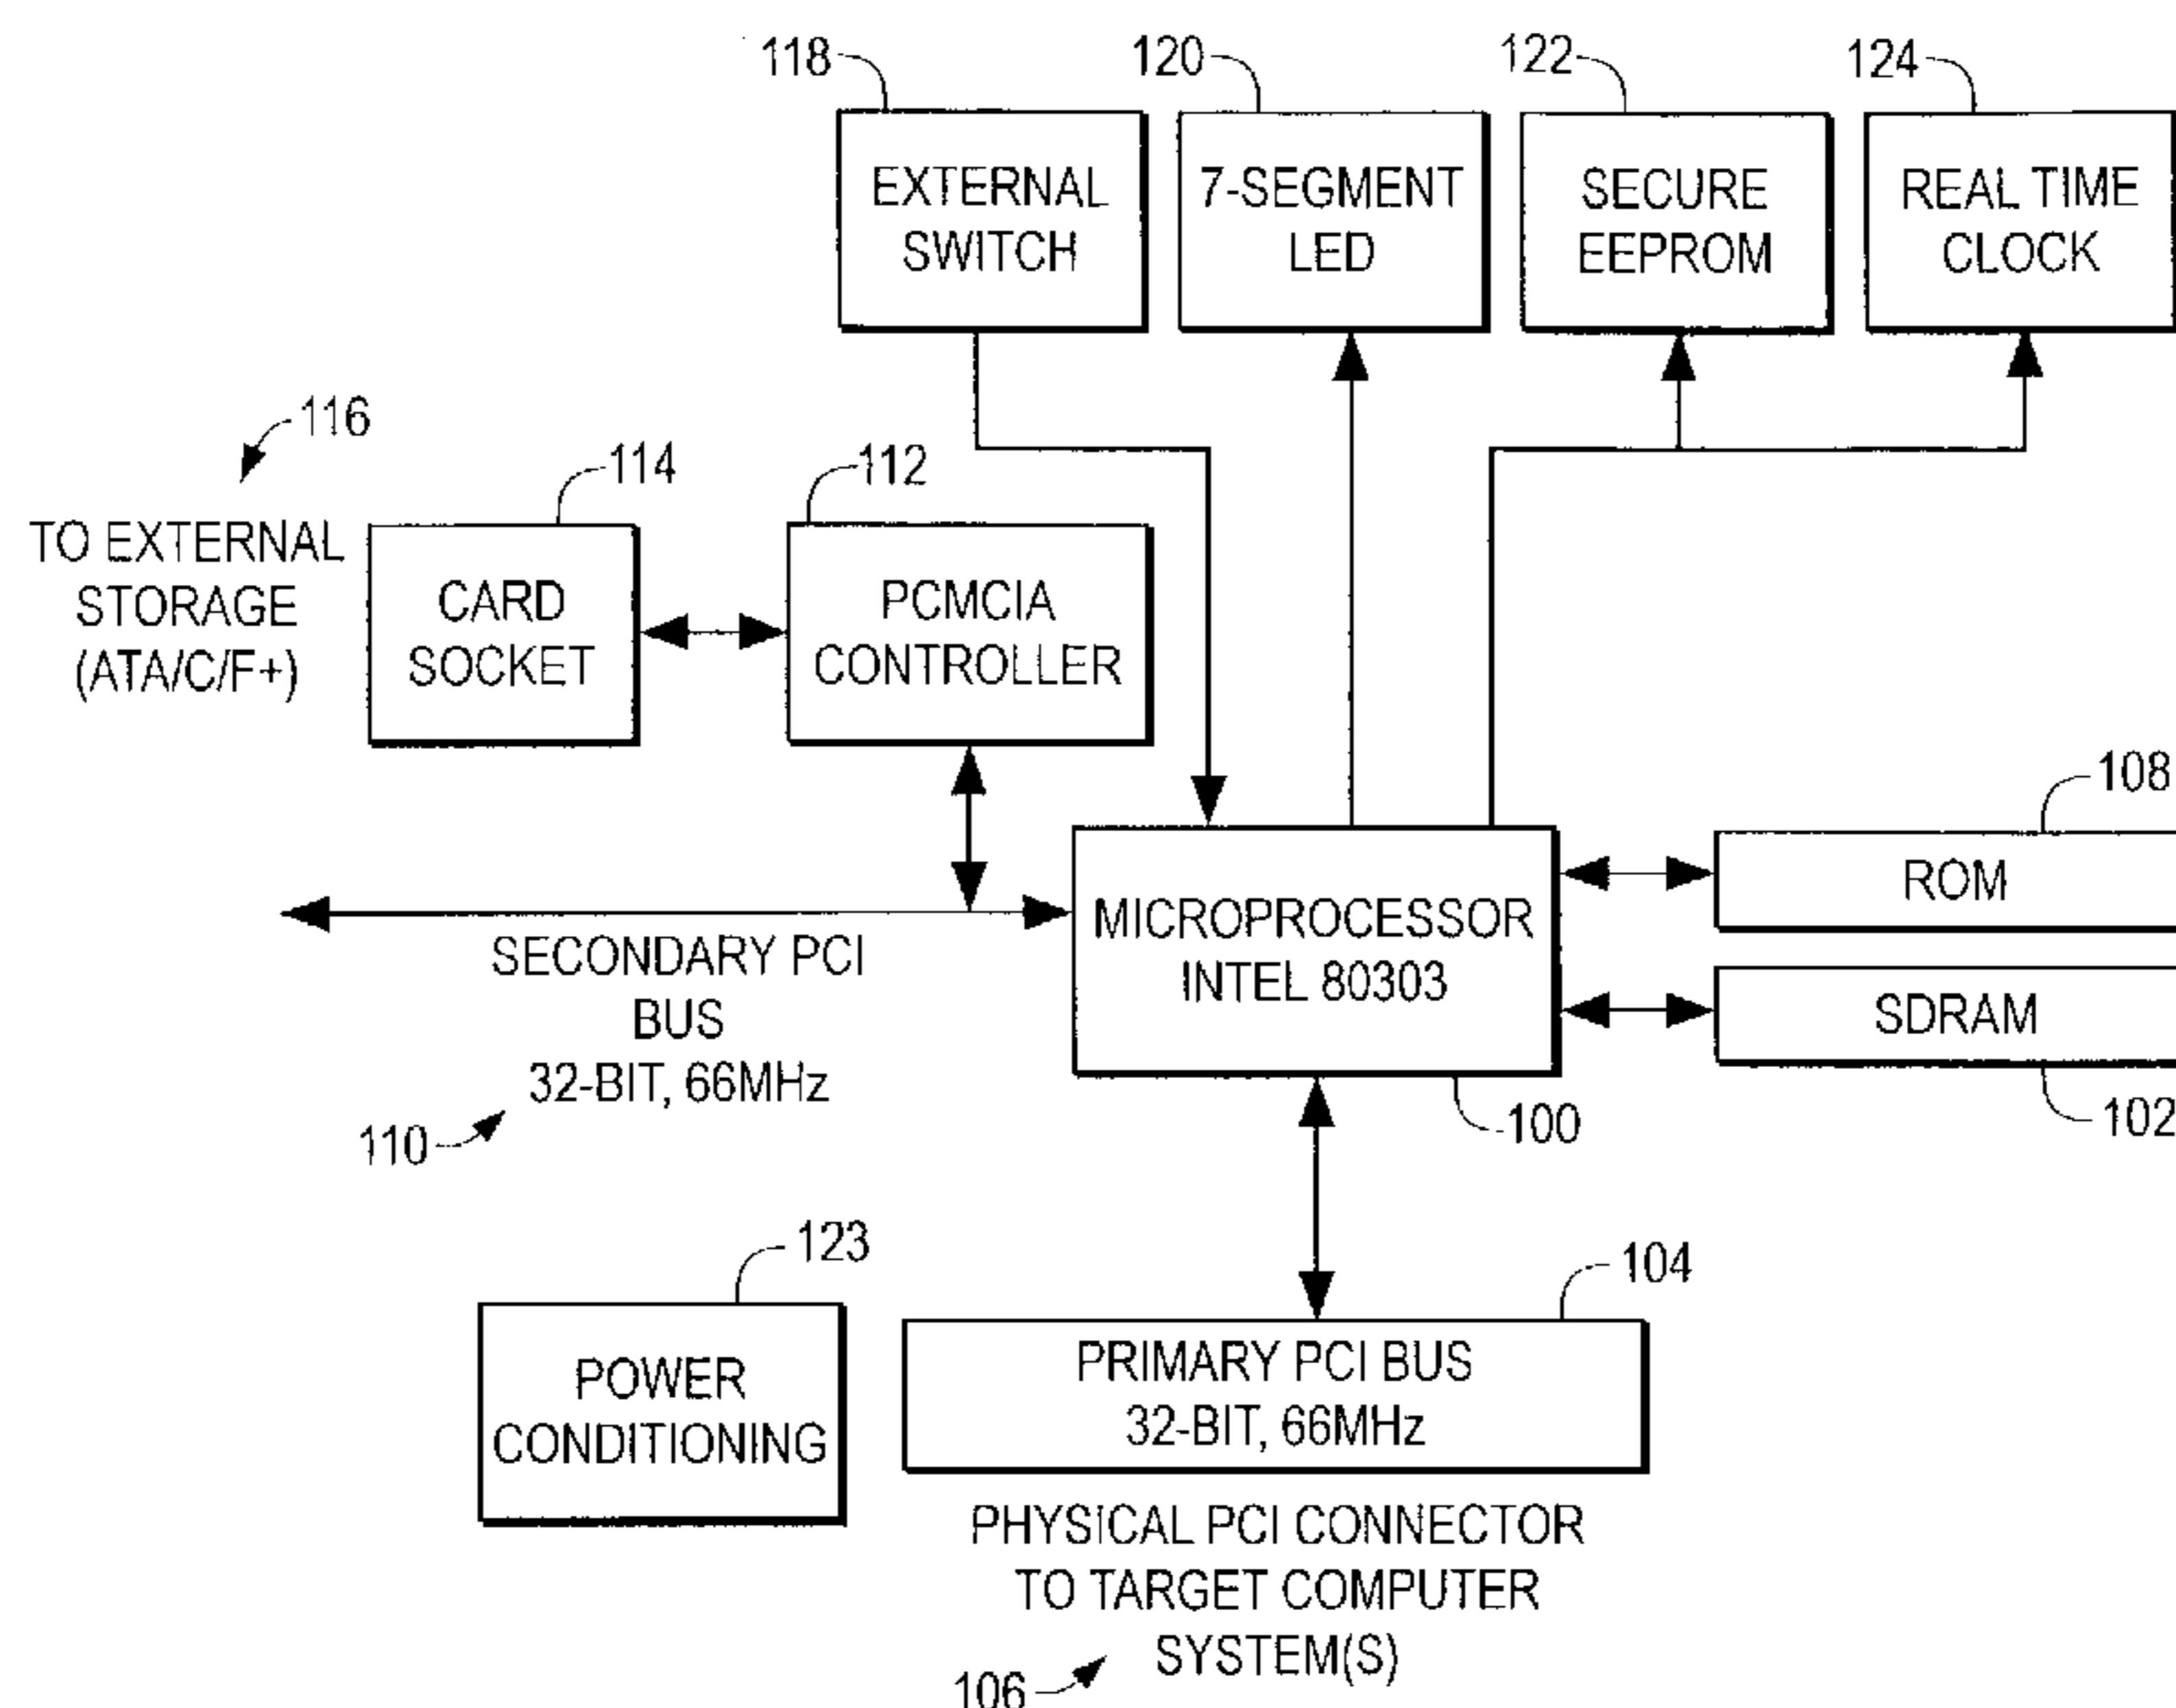 118
120
122
124
EXTERNAL
SWITCH
7-SEGMENT
LED
SECURE
EEPROM
REAL TIME
CLOCK
116
114
112
TO EXTERNAL
STORAGE
(ATA/C/F+)
CARD
SOCKET
PCMCIA
CONTROLLER
108
ROM
MICROPROCESSOR
INTEL 80303
SECONDARY PCI
BUS
32-BIT, 66MHz
SDRAM
110
100
102
123
104
POWER
CONDITIONING
PRIMARY PCI BUS
32-BIT, 66MHz
PHYSICAL PCI CONNECTOR
TO TARGET COMPUTER
SYSTEM(S)
106